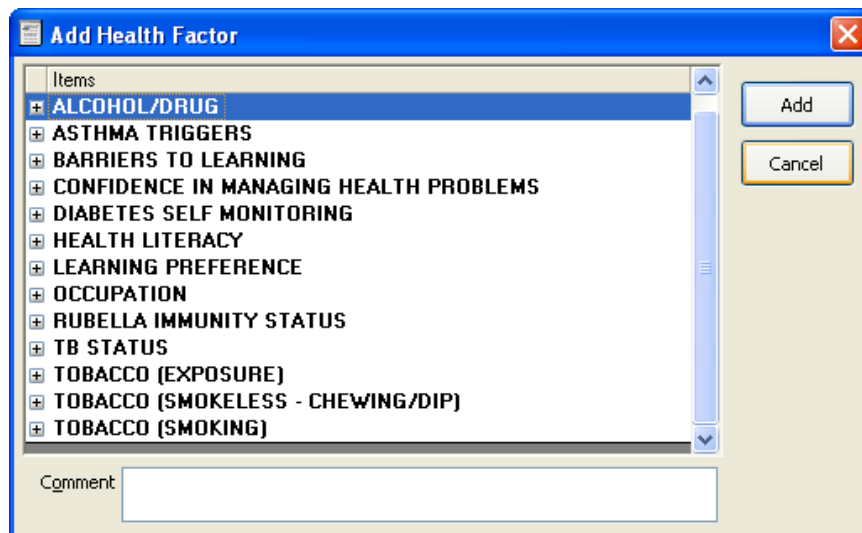 Add Health Factor
Items
ALCOHOL/DRUG
ASTHMA TRIGGERS
BARRIERS TO LEARNING
CONFIDENCE IN MANAGING HEALTH PROBLEMS
DIABETES SELF MONITORING
HEALTH LITERACY
LEARNING PREFERENCE
OCCUPATION
RUBELLA IMMUNITY STATUS
TB STATUS
TOBACCO (EXPOSURE)
TOBACCO (SMOKELESS - CHEWING/DIP)
TOBACCO (SMOKING)
Add
Cancel
Comment